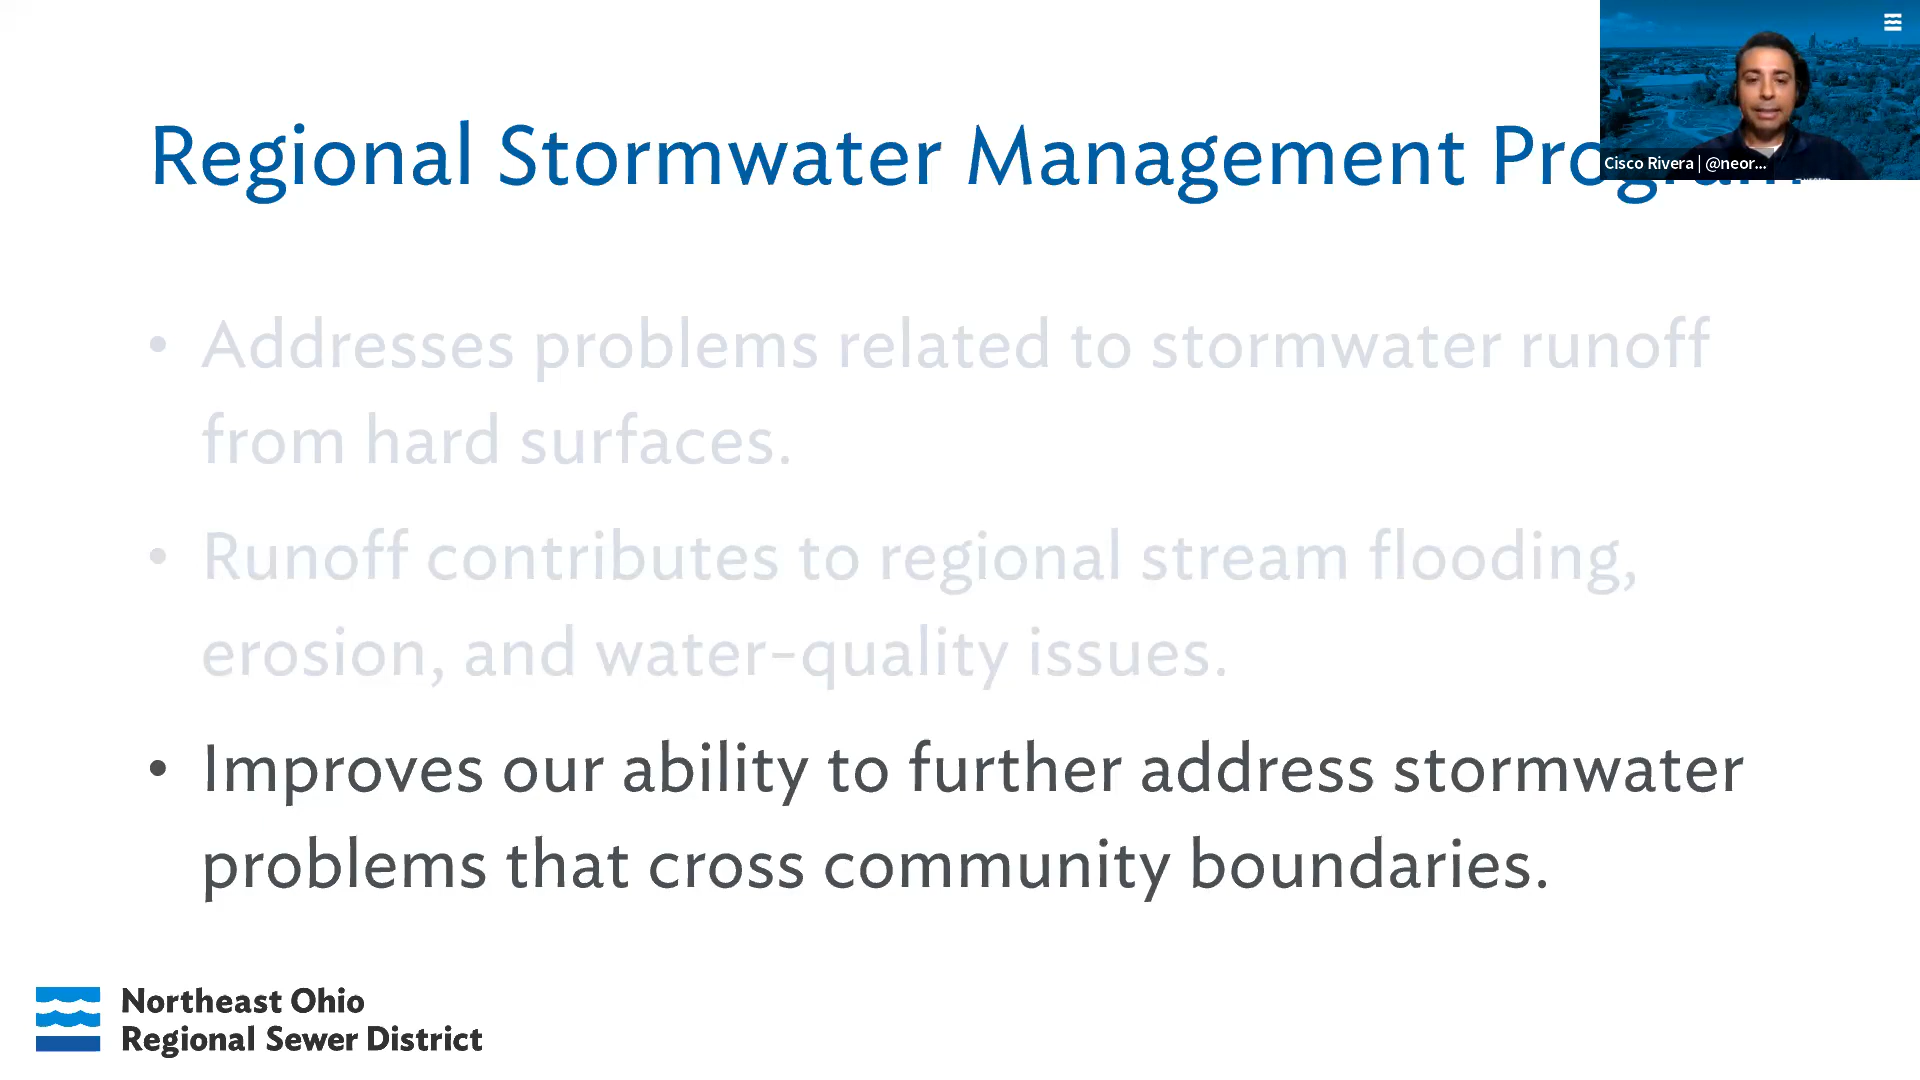 Regional Stormwater Management Program
Cisco Rivera | @neor...
• Addresses problems related to stormwater runoff
from hard surfaces.
• Runoff contributes to regional stream flooding,
erosion, and water-quality issues.
• Improves our ability to further address stormwater
problems that cross community boundaries.
Northeast Ohio
Regional Sewer District